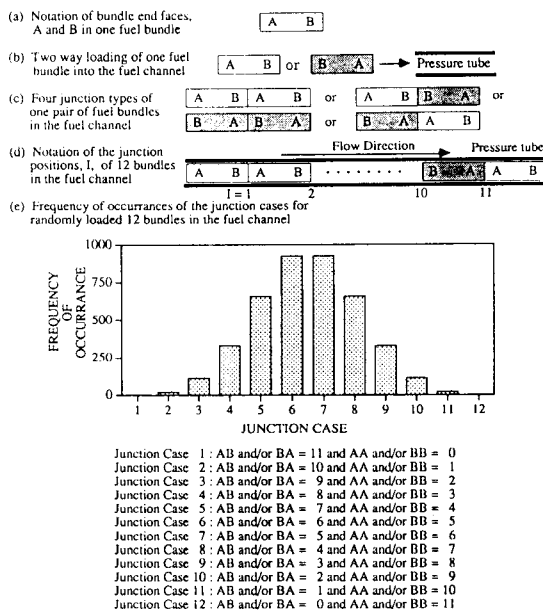 (a) Notation of bundle end faces,
A and B in one fuel bundle
A B
(b) Two way loading of one fuel
bundle into the fuel channel
A B or B A Pressure tube
(c) Four junction types of
one pair of fuel bundles
in the fuel channel
A B A B or A B B A or
B A B A or B A A B
(d) Notation of the junction
positions, I, of 12 bundles
in the fuel channel
Flow Direction Pressure tube
A B A B . . . . . . . . B A A B
I = 1 2 10 11
(e) Frequency of occurrances of the junction cases for
randomly loaded 12 bundles in the fuel channel
FREQUENCY
OF
OCCURRANCE
1000
750
500
250
0
1 2 3 4 5 6 7 8 9 10 11 12
JUNCTION CASE
Junction Case 1 : AB and/or BA = 11 and AA and/or BB = 0
Junction Case 2 : AB and/or BA = 10 and AA and/or BB = 1
Junction Case 3 : AB and/or BA = 9 and AA and/or BB = 2
Junction Case 4 : AB and/or BA = 8 and AA and/or BB = 3
Junction Case 5 : AB and/or BA = 7 and AA and/or BB = 4
Junction Case 6 : AB and/or BA = 6 and AA and/or BB = 5
Junction Case 7 : AB and/or BA = 5 and AA and/or BB = 6
Junction Case 8 : AB and/or BA = 4 and AA and/or BB = 7
Junction Case 9 : AB and/or BA = 3 and AA and/or BB = 8
Junction Case 10 : AB and/or BA = 2 and AA and/or BB = 9
Junction Case 11 : AB and/or BA = 1 and AA and/or BB = 10
Junction Case 12 : AB and/or BA = 0 and AA and/or BB = 11